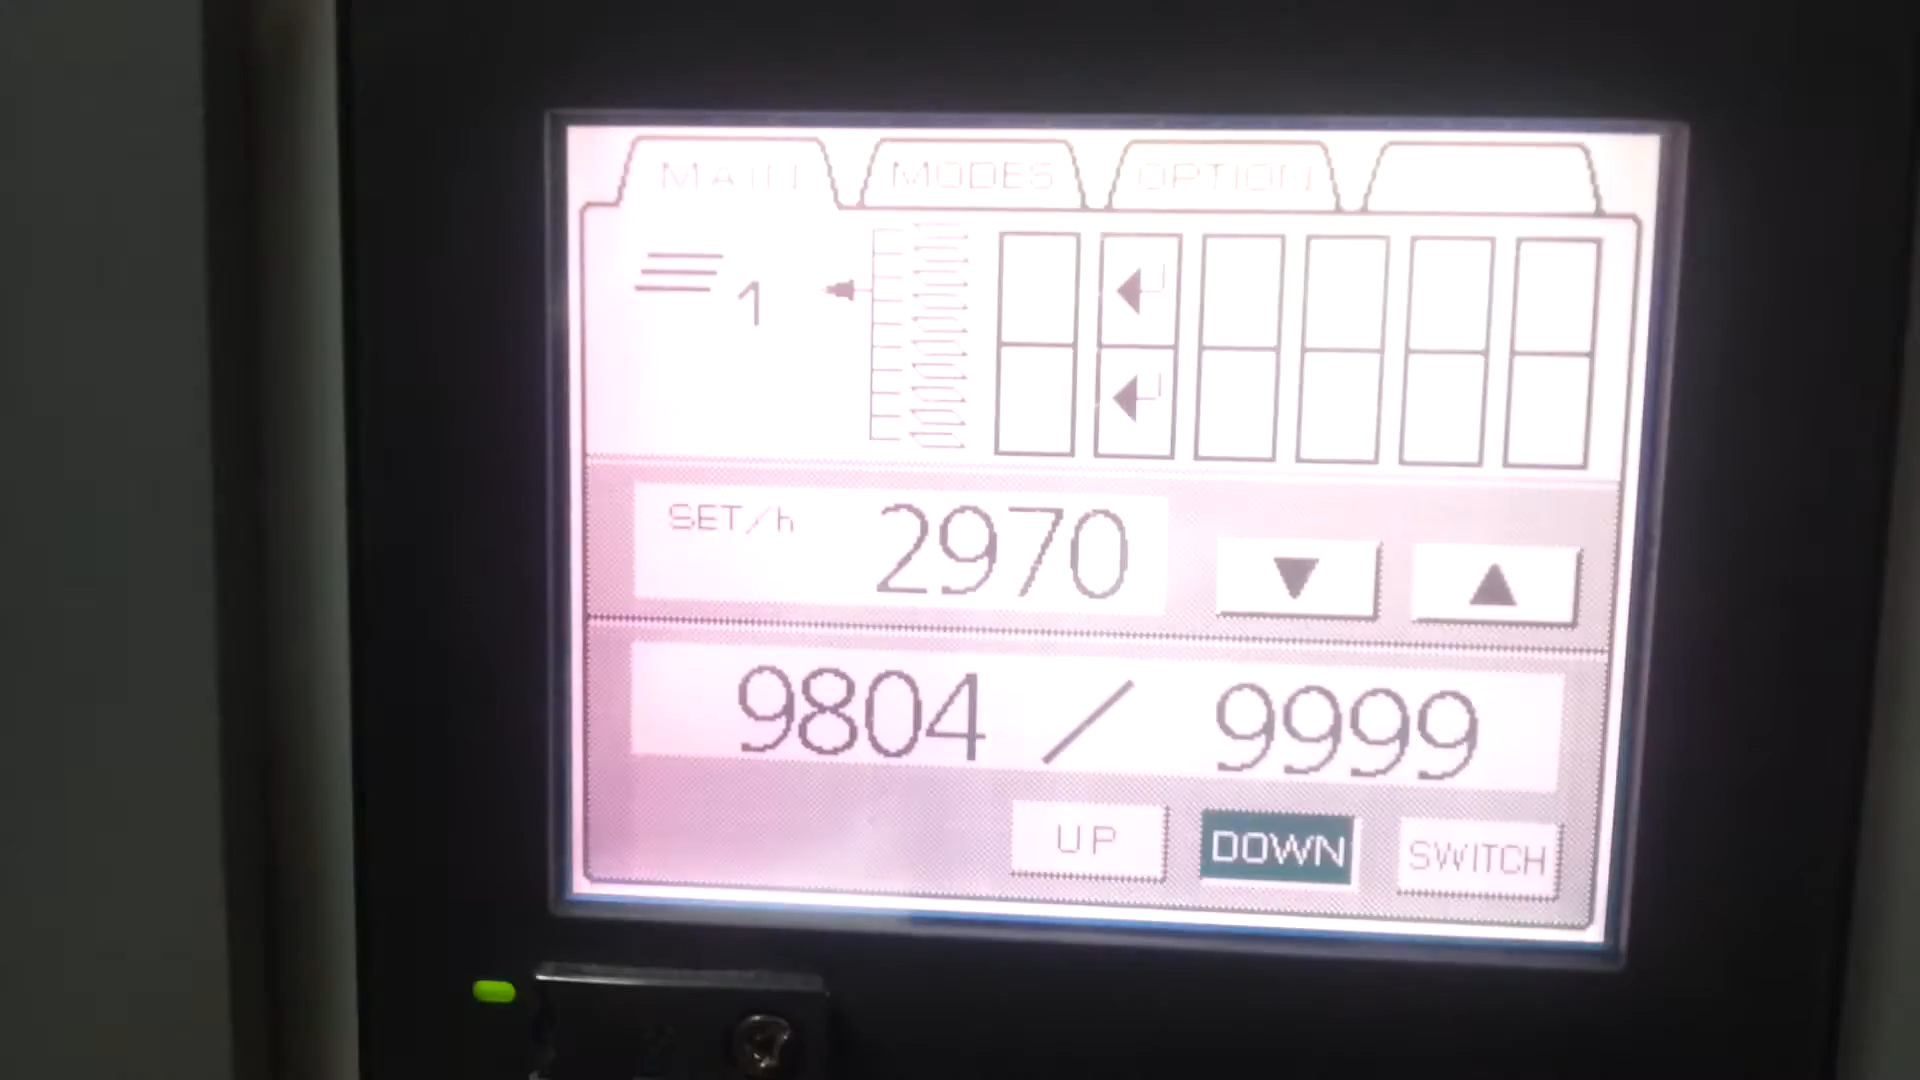 MAIN MODES OPTION
1
SET/h 2970
9804 / 9999
UP DOWN SWITCH